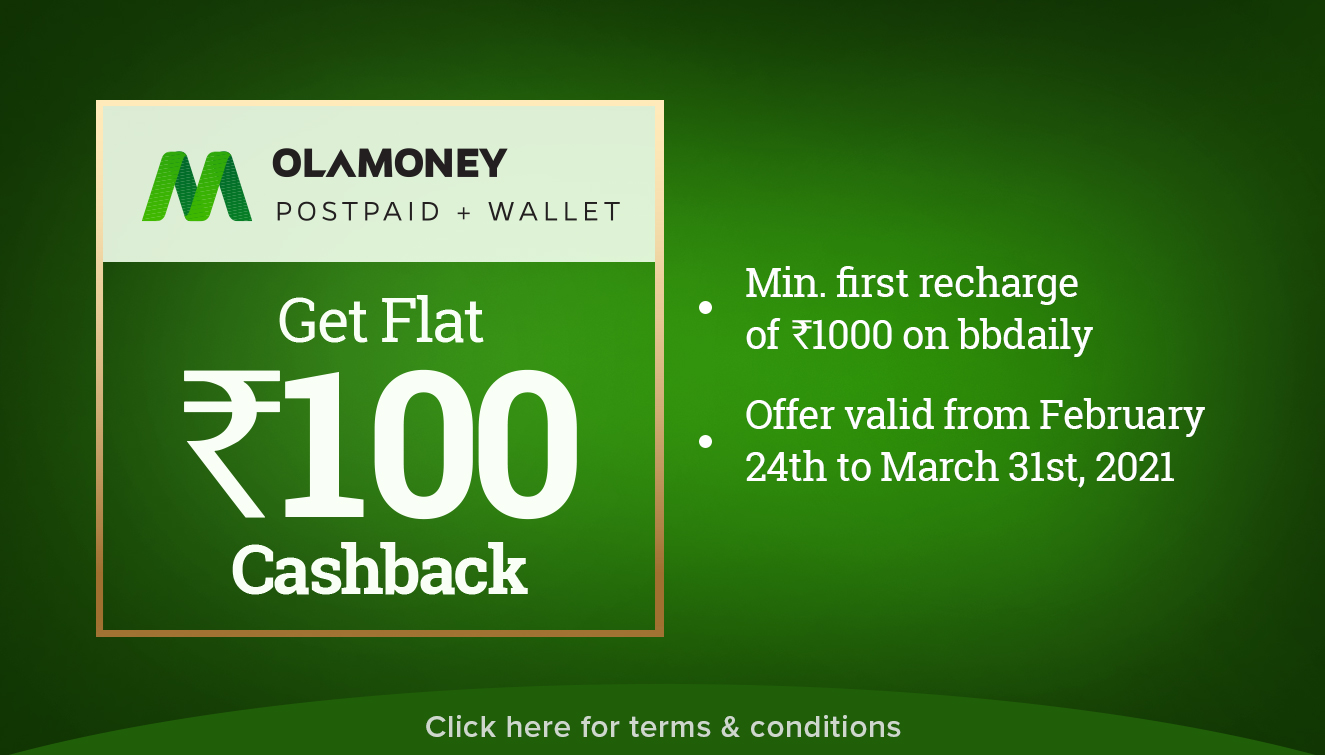 OLAMONEY
POSTPAID + WALLET
Get Flat
₹100
Cashback
• Min. first recharge
of ₹1000 on bbdaily
• Offer valid from February
24th to March 31st, 2021
Click here for terms & conditions